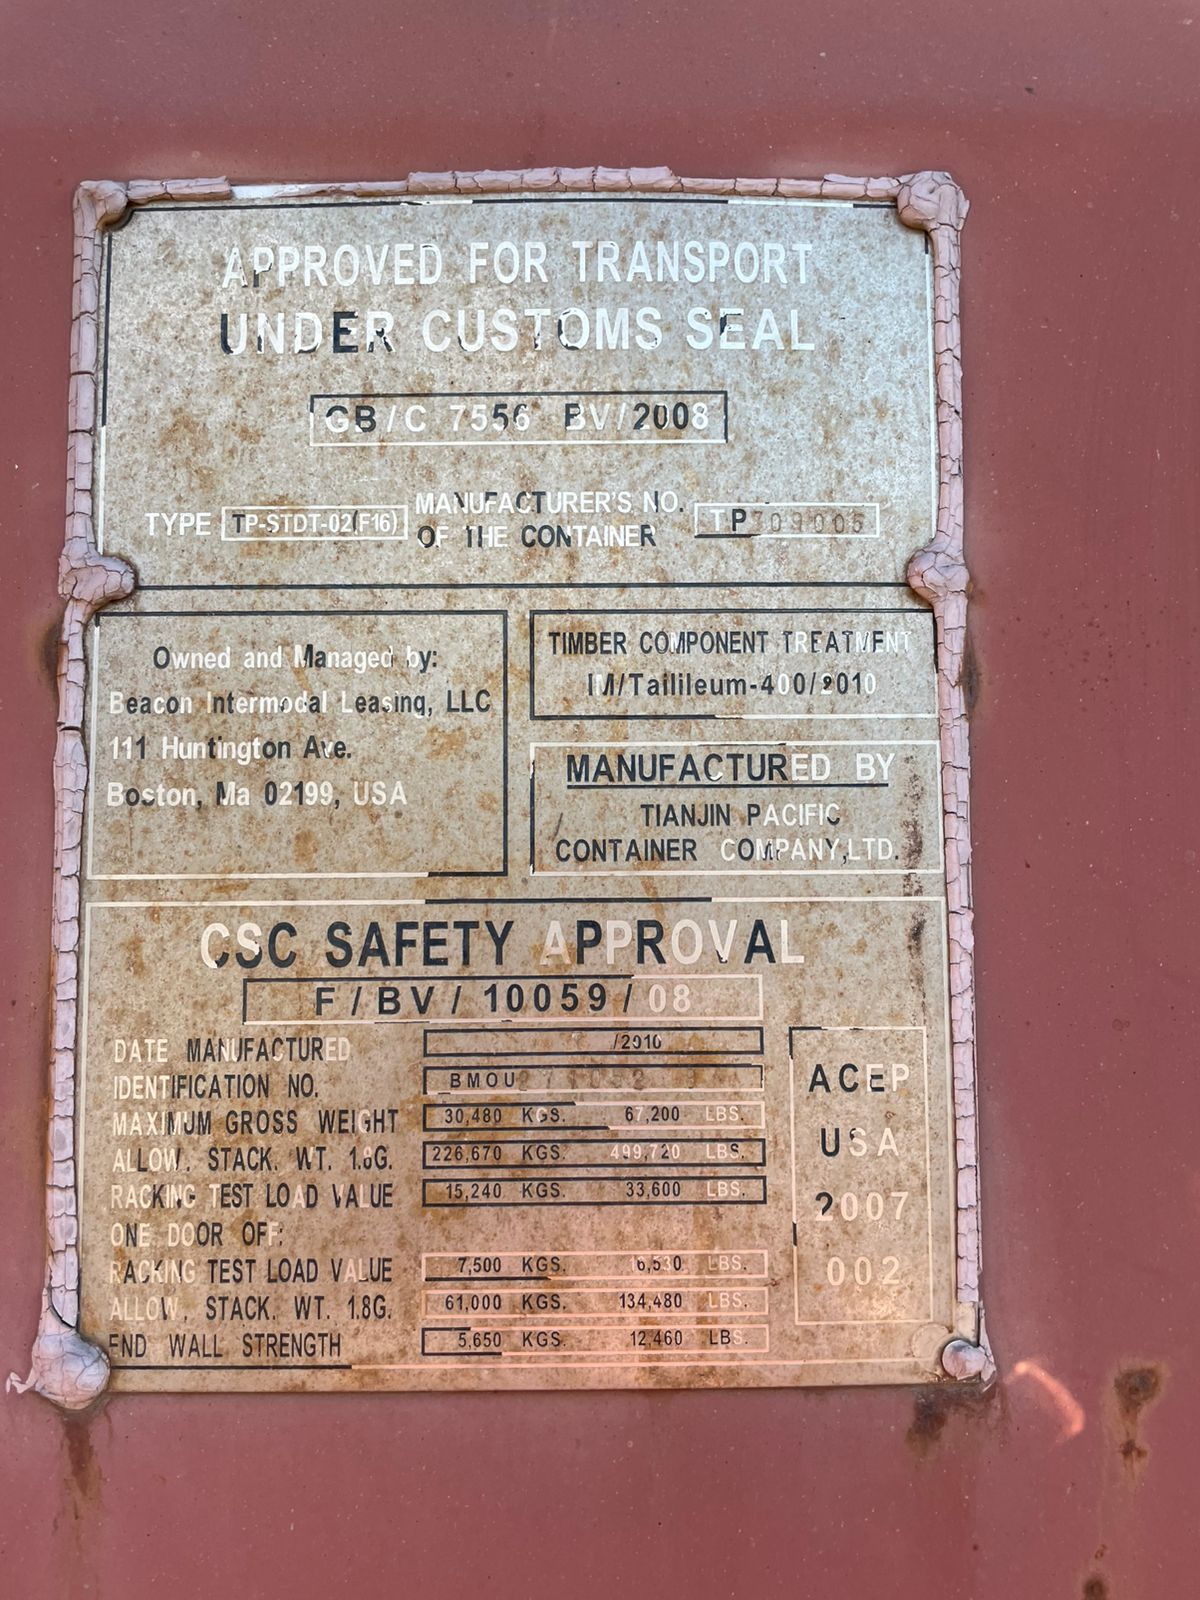 APPROVED FOR TRANSPORT
UNDER CUSTOMS SEAL
GB/C 7556 BV/2008
TYPE TP-STDT-02(F16) MANUFACTURER'S NO. OF THE CONTAINER
Owned and Managed by:
Beacon Intermodal Leasing, LLC
111 Huntington Ave.
Boston, Ma 02199, USA
TIMBER COMPONENT TREATMENT
IM/Tailileum-400/2010
MANUFACTURED BY
TIANJIN PACIFIC
CONTAINER COMPANY,LTD.
CSC SAFETY APPROVAL
F/BV/10059/08
DATE MANUFACTURED /2010
IDENTIFICATION NO. BMOU
MAXIMUM GROSS WEIGHT 30,480 KGS. 67,200 LBS.
ALLOW. STACK. WT. 1.8G. 226,670 KGS. 499,720 LBS.
RACKING TEST LOAD VALUE 15,240 KGS. 33,600 LBS.
ONE DOOR OFF:
RACKING TEST LOAD VALUE 7,500 KGS. 16,530 LBS.
ALLOW. STACK. WT. 1.8G. 61,000 KGS. 134,480 LBS.
END WALL STRENGTH 5,650 KGS. 12,460 LBS.
ACEP
USA
2007
002